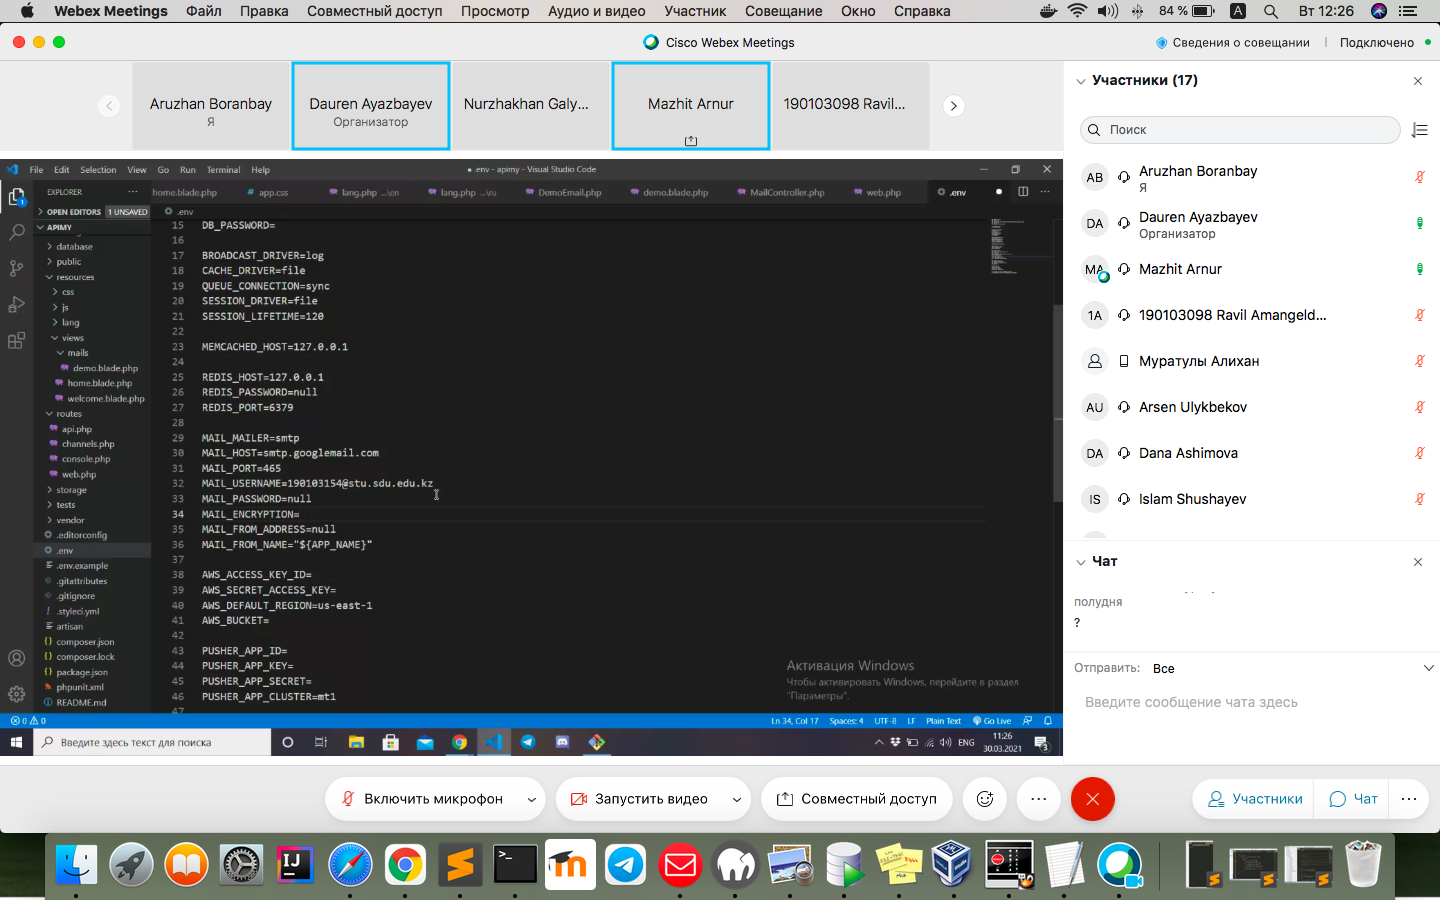 Webex Meetings Файл Правка Совместный доступ Просмотр Аудио и видео Участник Совещание Окно Справка 84 % A Вт 12:26
Cisco Webex Meetings Сведения о совещании Подключено
Aruzhan Boranbay
Я
Dauren Ayazbayev
Организатор
Nurzhakhan Galy...
Mazhit Arnur
190103098 Ravil...
File Edit Selection View Go Run Terminal Help ● .env - apimy - Visual Studio Code
EXPLORER ... home.blade.php # app.css lang.php ...\en lang.php ...\ru DemoEmail.php demo.blade.php MailController.php web.php .env ● ...
OPEN EDITORS 1 UNSAVED
APIMY
database
public
resources
css
js
lang
views
mails
demo.blade.php
home.blade.php
welcome.blade.php
routes
api.php
channels.php
console.php
web.php
storage
tests
vendor
.editorconfig
.env
.env.example
.gitattributes
.gitignore
.styleci.yml
artisan
composer.json
composer.lock
package.json
phpunit.xml
README.md
.env
15 DB_PASSWORD=
16
17 BROADCAST_DRIVER=log
18 CACHE_DRIVER=file
19 QUEUE_CONNECTION=sync
20 SESSION_DRIVER=file
21 SESSION_LIFETIME=120
22
23 MEMCACHED_HOST=127.0.0.1
24
25 REDIS_HOST=127.0.0.1
26 REDIS_PASSWORD=null
27 REDIS_PORT=6379
28
29 MAIL_MAILER=smtp
30 MAIL_HOST=smtp.googlemail.com
31 MAIL_PORT=465
32 MAIL_USERNAME=190103154@stu.sdu.edu.kz
33 MAIL_PASSWORD=null
34 MAIL_ENCRYPTION=
35 MAIL_FROM_ADDRESS=null
36 MAIL_FROM_NAME="${APP_NAME}"
37
38 AWS_ACCESS_KEY_ID=
39 AWS_SECRET_ACCESS_KEY=
40 AWS_DEFAULT_REGION=us-east-1
41 AWS_BUCKET=
42
43 PUSHER_APP_ID=
44 PUSHER_APP_KEY=
45 PUSHER_APP_SECRET=
46 PUSHER_APP_CLUSTER=mt1
47
Активация Windows
Чтобы активировать Windows, перейдите в раздел
"Параметры".
0 0 Ln 34, Col 17 Spaces: 4 UTF-8 LF Plain Text Go Live
Введите здесь текст для поиска ENG 11:26
30.03.2021 3
Участники (17)
Поиск
AB Aruzhan Boranbay
Я
DA Dauren Ayazbayev
Организатор
MA Mazhit Arnur
1A 190103098 Ravil Amangeld...
Муратулы Алихан
AU Arsen Ulykbekov
DA Dana Ashimova
IS Islam Shushayev
Чат
полудня
?
Отправить: Все
Введите сообщение чата здесь
Включить микрофон Запустить видео Совместный доступ Участники Чат